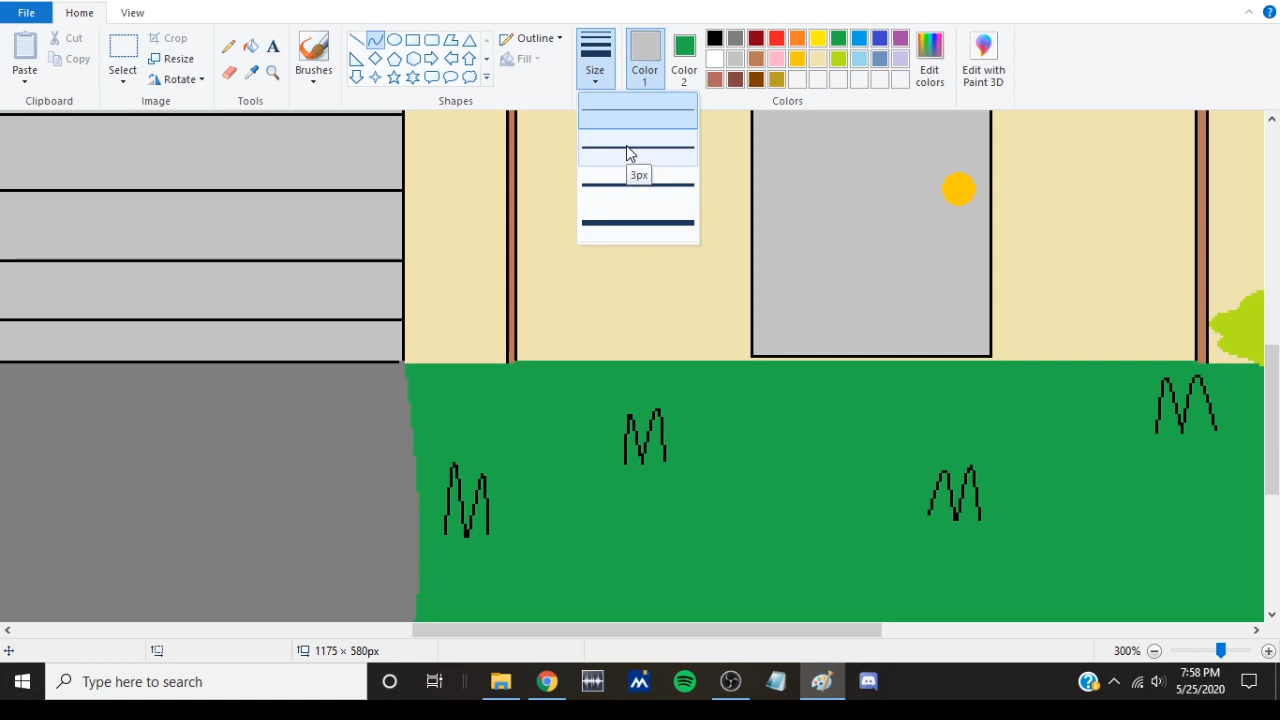 File Home View
Paste
Cut
Copy
Clipboard
Select
Crop
Resize
Rotate
Image
Tools
Brushes
Shapes
Outline
Fill
Size
Color 1
Color 2
Colors
Edit colors
Edit with Paint 3D
3px
1175 × 580px
300%
Type here to search
7:58 PM
5/25/2020